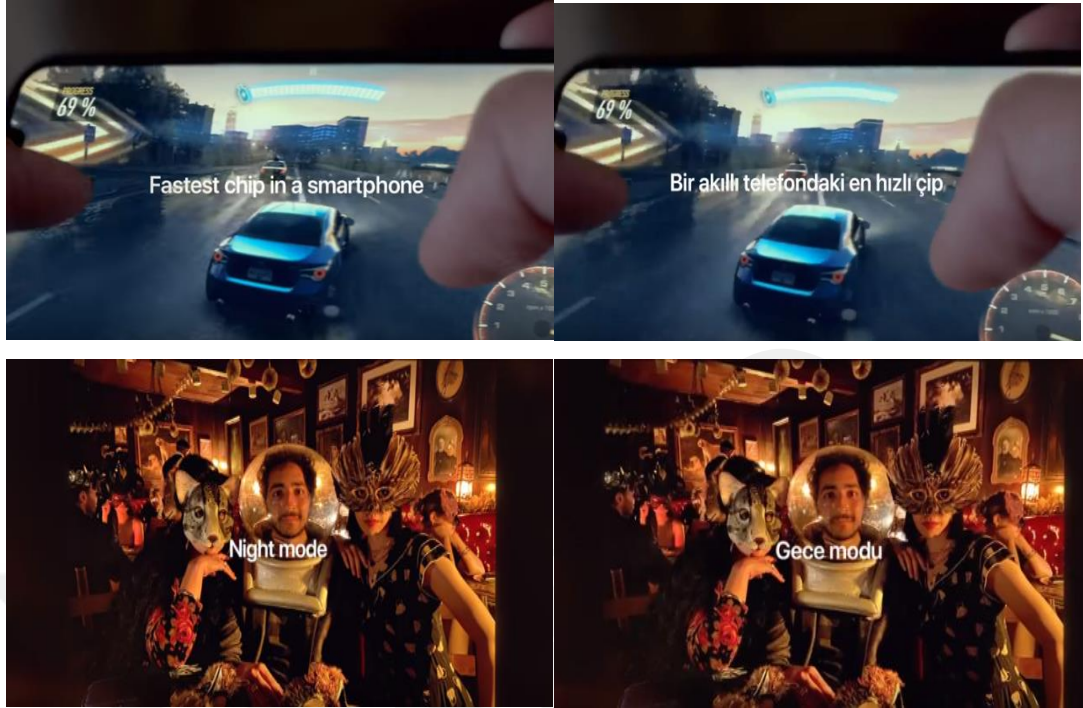 PROGRESS
69 %
Fastest chip in a smartphone
PROGRESS
69 %
Bir akıllı telefondaki en hızlı çip
Night mode
Gece modu